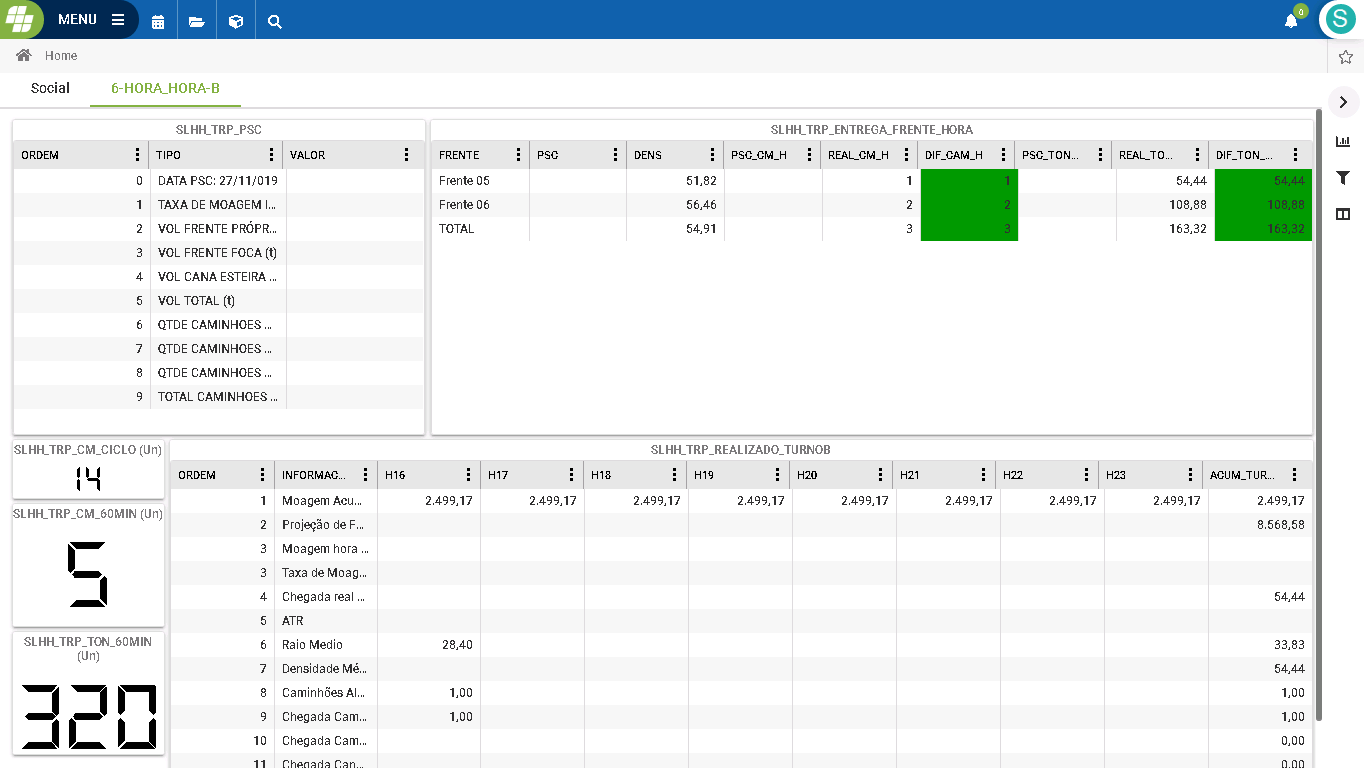 MENU
0
S
Home
Social 6-HORA_HORA-B
SLHH_TRP_PSC
ORDEM TIPO VALOR
0 DATA PSC: 27/11/019
1 TAXA DE MOAGEM I...
2 VOL FRENTE PRÓPR...
3 VOL FRENTE FOCA (t)
4 VOL CANA ESTEIRA ...
5 VOL TOTAL (t)
6 QTDE CAMINHOES ...
7 QTDE CAMINHOES ...
8 QTDE CAMINHOES ...
9 TOTAL CAMINHOES ...
SLHH_TRP_ENTREGA_FRENTE_HORA
FRENTE PSC DENS PSC_CM_H REAL_CM_H DIF_CAM_H PSC_TON... REAL_TO... DIF_TON_...
Frente 05 51,82 1 1 54,44 54,44
Frente 06 56,46 2 2 108,88 108,88
TOTAL 54,91 3 3 163,32 163,32
SLHH_TRP_CM_CICLO (Un)
14
SLHH_TRP_CM_60MIN (Un)
5
SLHH_TRP_TON_60MIN
(Un)
320
SLHH_TRP_REALIZADO_TURNOB
ORDEM INFORMAC... H16 H17 H18 H19 H20 H21 H22 H23 ACUM_TUR...
1 Moagem Acu... 2.499,17 2.499,17 2.499,17 2.499,17 2.499,17 2.499,17 2.499,17 2.499,17 2.499,17
2 Projeção de F... 8.568,58
3 Moagem hora ...
3 Taxa de Moag...
4 Chegada real ... 54,44
5 ATR
6 Raio Medio 28,40 33,83
7 Densidade Mé... 54,44
8 Caminhões Al... 1,00 1,00
9 Chegada Cam... 1,00 1,00
10 Chegada Cam... 0,00
11 Chegada Can... 0,00